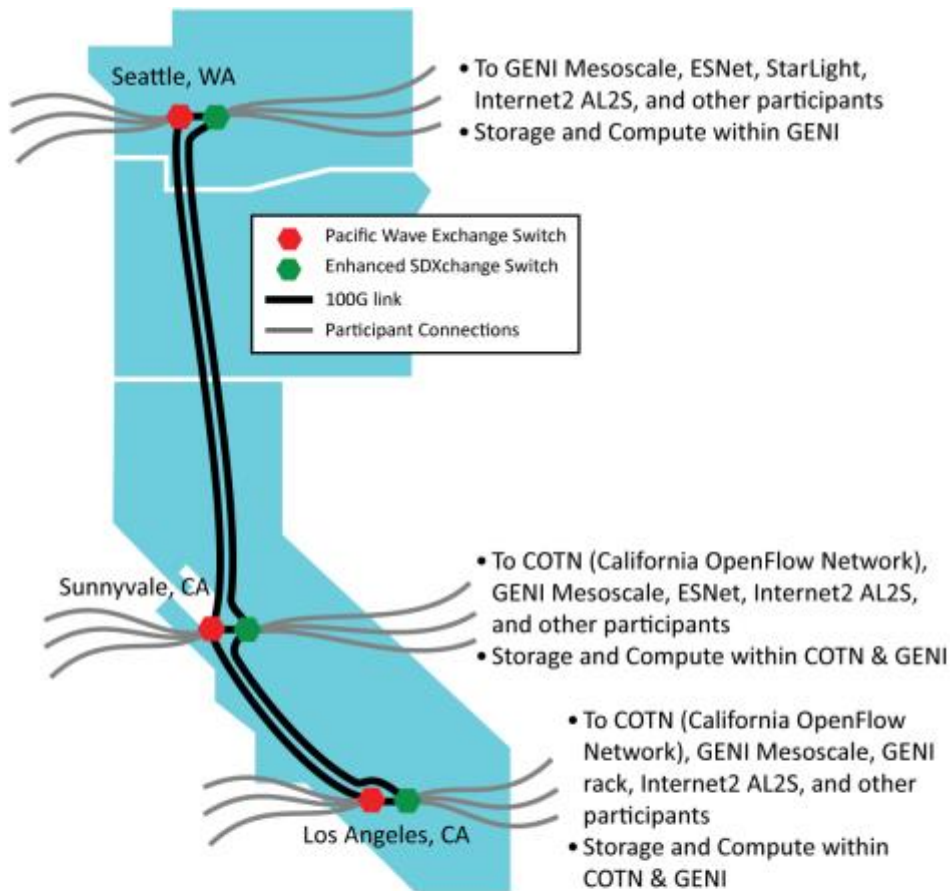 Seattle, WA
• To GENI Mesoscale, ESNet, StarLight,
Internet2 AL2S, and other participants
• Storage and Compute within GENI
Pacific Wave Exchange Switch
Enhanced SDXchange Switch
100G link
Participant Connections
Sunnyvale, CA
• To COTN (California OpenFlow Network),
GENI Mesoscale, ESNet, Internet2 AL2S,
and other participants
• Storage and Compute within COTN & GENI
Los Angeles, CA
• To COTN (California OpenFlow
Network), GENI Mesoscale, GENI
rack, Internet2 AL2S, and other
participants
• Storage and Compute within
COTN & GENI